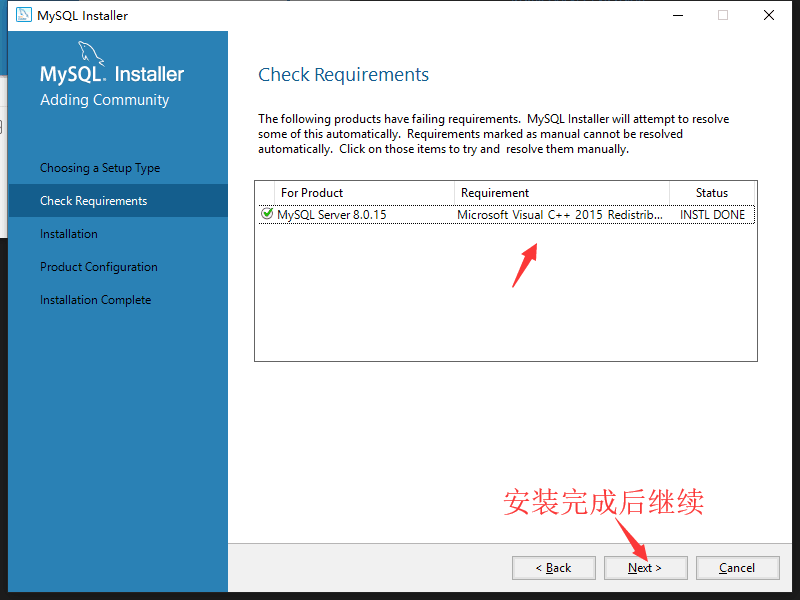 MySQL Installer
MySQL. Installer
Adding Community
Choosing a Setup Type
Check Requirements
Installation
Product Configuration
Installation Complete
Check Requirements
The following products have failing requirements. MySQL Installer will attempt to resolve
some of this automatically. Requirements marked as manual cannot be resolved
automatically. Click on those items to try and resolve them manually.
For Product Requirement Status
MySQL Server 8.0.15 Microsoft Visual C++ 2015 Redistrib... INSTL DONE
安装完成后继续
< Back Next > Cancel